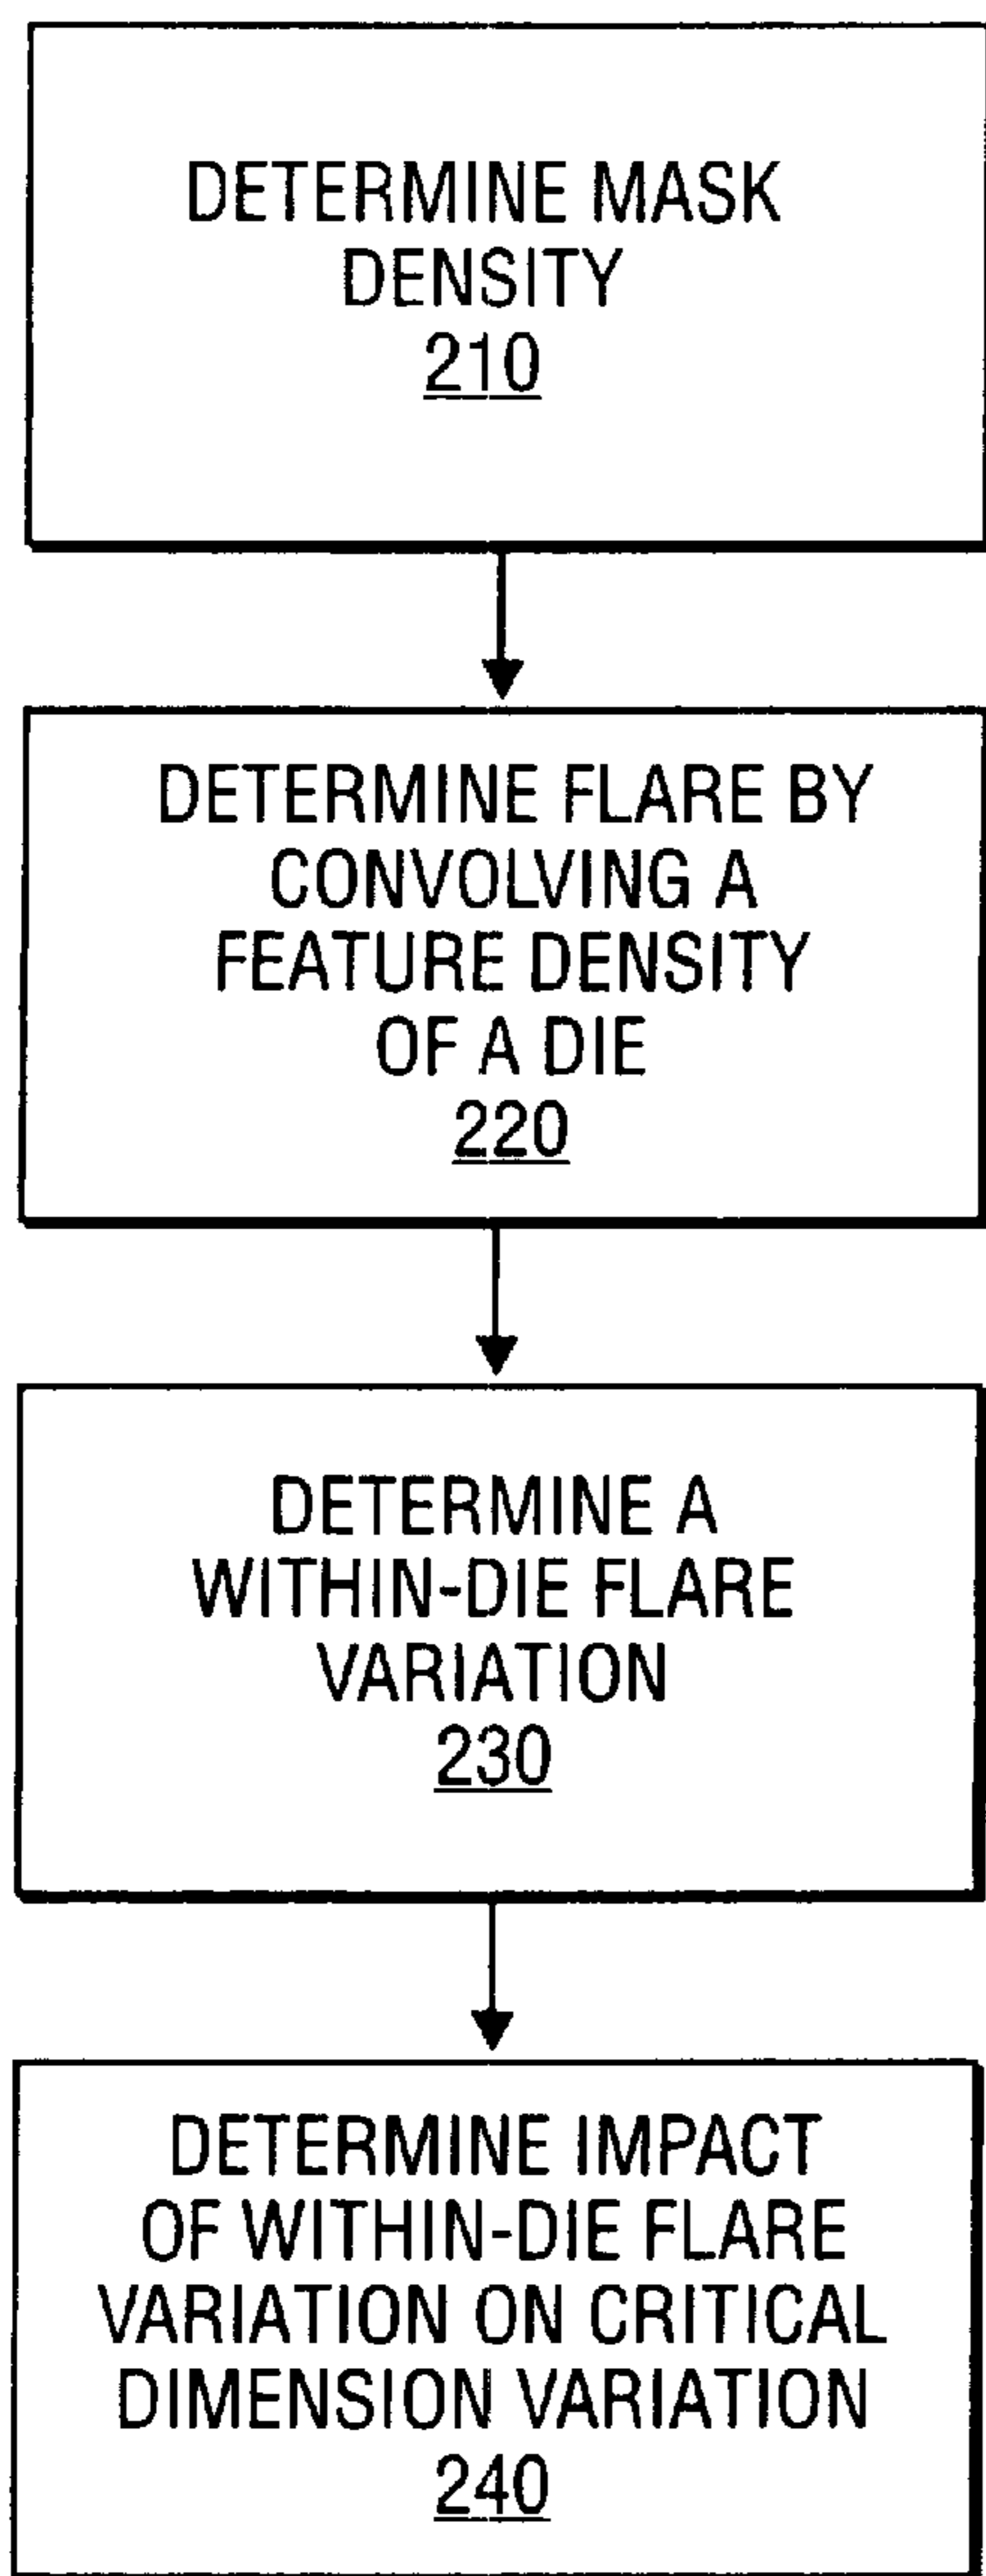 DETERMINE MASK
DENSITY
210
DETERMINE FLARE BY
CONVOLVING A
FEATURE DENSITY
OF A DIE
220
DETERMINE A
WITHIN-DIE FLARE
VARIATION
230
DETERMINE IMPACT
OF WITHIN-DIE FLARE
VARIATION ON CRITICAL
DIMENSION VARIATION
240